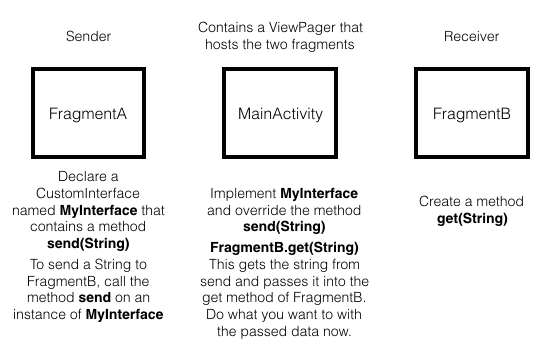 Sender
Contains a ViewPager that
hosts the two fragments
Receiver
FragmentA
MainActivity
FragmentB
Declare a
CustomInterface
named MyInterface that
contains a method
send(String)
To send a String to
FragmentB, call the
method send on an
instance of MyInterface
Implement MyInterface
and override the method
send(String)
FragmentB.get(String)
This gets the string from
send and passes it into the
get method of FragmentB.
Do what you want to with
the passed data now.
Create a method
get(String)